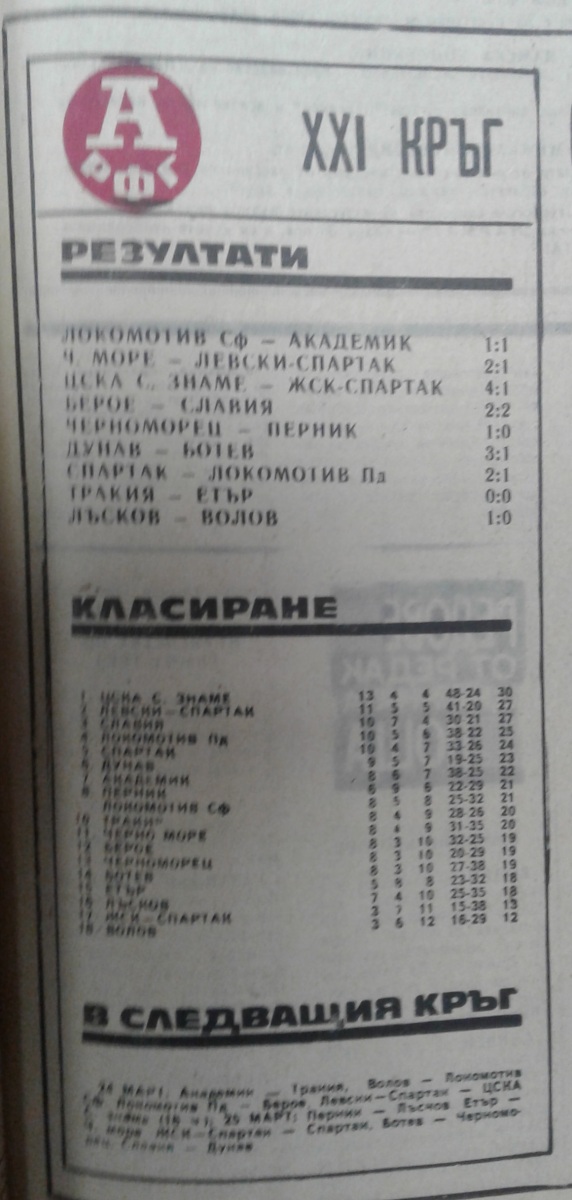 А
РФГ
XXI КРЪГ
РЕЗУЛТАТИ
ЛОКОМОТИВ Сф – АКАДЕМИК 1:1
Ч. МОРЕ – ЛЕВСКИ-СПАРТАК 2:1
ЦСКА С. ЗНАМЕ – ЖСК-СПАРТАК 4:1
БЕРОЕ – СЛАВИЯ 2:2
ЧЕРНОМОРЕЦ – ПЕРНИК 1:0
ДУНАВ – БОТЕВ 3:1
СПАРТАК – ЛОКОМОТИВ Пд 2:1
ТРАКИЯ – ЕТЪР 0:0
ЛЪСКОВ – ВОЛОВ 1:0
КЛАСИРАНЕ
1. ЦСКА С. ЗНАМЕ 13 4 4 48-24 30
2. ЛЕВСКИ–СПАРТАК 11 5 5 41-20 27
3. СЛАВИЯ 10 7 4 30-21 27
4. ЛОКОМОТИВ Пд 10 5 6 38-22 25
5. СПАРТАК 10 4 7 33-26 24
6. ДУНАВ 9 5 7 19-25 23
7. АКАДЕМИК 8 6 7 38-25 22
8. ПЕРНИК 6 9 6 22-29 21
ЛОКОМОТИВ Сф 8 5 8 25-32 21
10. ТРАКИЯ 8 4 9 28-26 20
11. ЧЕРНО МОРЕ 8 4 9 31-35 20
12. БЕРОЕ 8 3 10 32-25 19
13. ЧЕРНОМОРЕЦ 8 3 10 20-29 19
14. БОТЕВ 8 3 10 27-38 19
15. ЕТЪР 5 8 8 23-32 18
16. ЛЪСКОВ 7 4 10 25-35 18
17. ЖСК–СПАРТАК 3 7 11 15-38 13
18. ВОЛОВ 3 6 12 16-29 12
В СЛЕДВАЩИЯ КРЪГ
24 МАРТ: Академик – Тракия, Волов – Локомотив
Сф, Локомотив Пд – Берое, Левски–Спартак – ЦСКА
С. Знаме (16 ч); 25 МАРТ: Перник – Лъсков, Етър –
Ч. море, ЖСК–Спартак – Спартак, Ботев – Черномо-
рец, Славия – Дунав